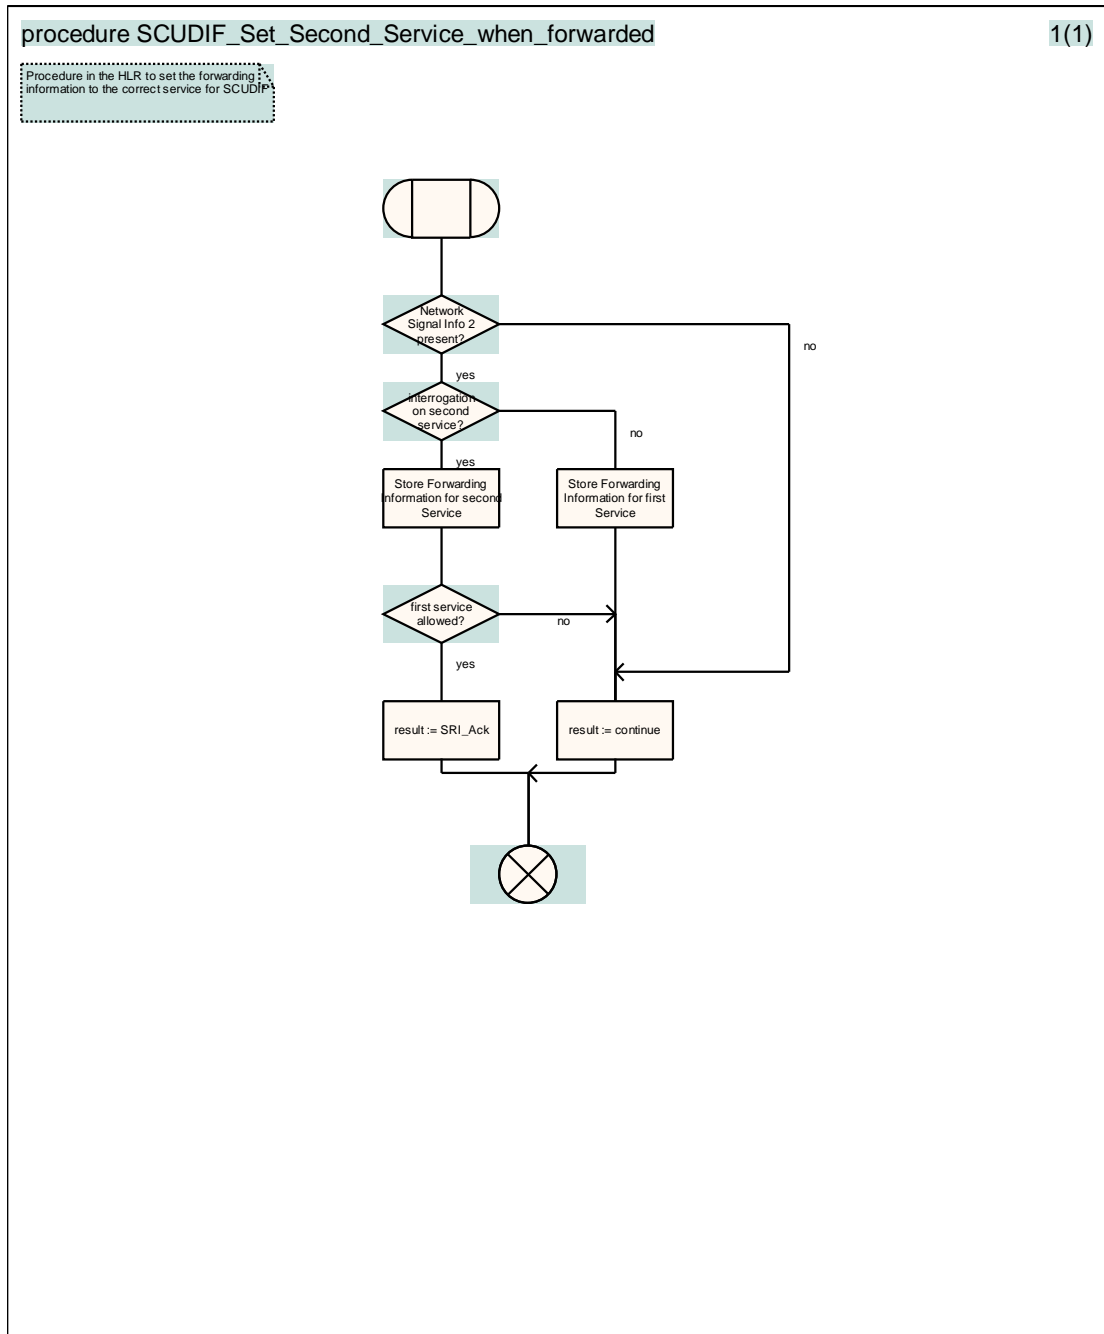 procedure SCUDIF_Set_Second_Service_when_forwarded
1(1)
Procedure in the HLR to set the forwarding
information to the correct service for SCUDIF
Network
Signal Info 2
present?
no
yes
interrogation
on second
service?
no
yes
Store Forwarding
Information for second
Service
Store Forwarding
Information for first
Service
first service
allowed?
no
yes
result := SRI_Ack
result := continue